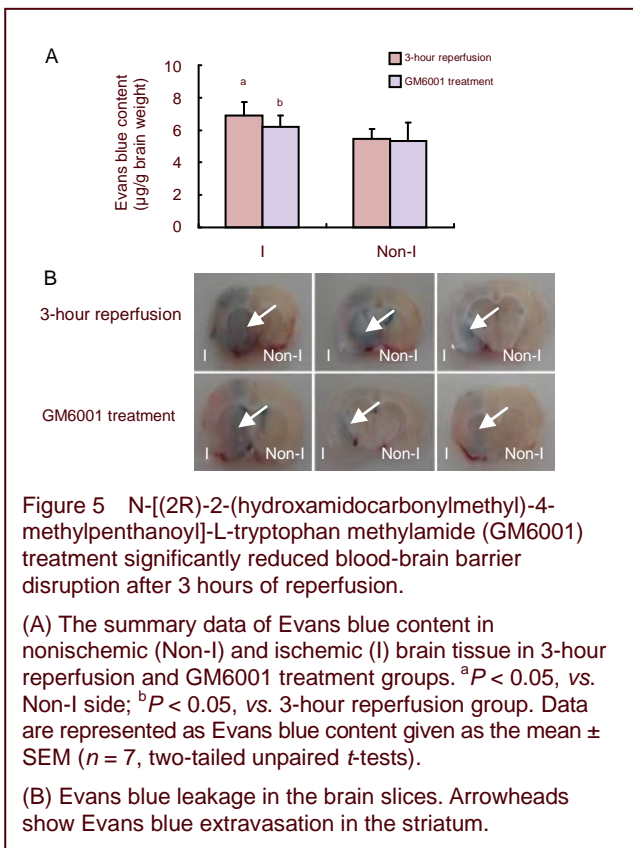 A
3-hour reperfusion
GM6001 treatment
Evans blue content
(µg/g brain weight)
10
8
6
4
2
0
a
b
I
Non-I
B
3-hour reperfusion
I
Non-I
I
Non-I
I
Non-I
GM6001 treatment
I
Non-I
I
Non-I
I
Non-I
Figure 5 N-[(2R)-2-(hydroxamidocarbonylmethyl)-4-
methylpenthanoyl]-L-tryptophan methylamide (GM6001)
treatment significantly reduced blood-brain barrier
disruption after 3 hours of reperfusion.
(A) The summary data of Evans blue content in
nonischemic (Non-I) and ischemic (I) brain tissue in 3-hour
reperfusion and GM6001 treatment groups. aP < 0.05, vs.
Non-I side; bP < 0.05, vs. 3-hour reperfusion group. Data
are represented as Evans blue content given as the mean ±
SEM (n = 7, two-tailed unpaired t-tests).
(B) Evans blue leakage in the brain slices. Arrowheads
show Evans blue extravasation in the striatum.